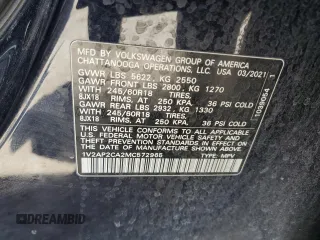 MFD. BY VOLKSWAGEN GROUP OF AMERICA
CHATTANOOGA OPERATIONS, LLC. USA 03/2021
GVWR LBS 5622, KG 2550
GAWR FRONT LBS 2800, KG 1270
WITH 245/60R18 TIRES,
8JX18 RIMS, AT 250 KPA, 36 PSI COLD
GAWR REAR LBS 2932, KG 1330
WITH 245/60R18 TIRES,
8JX18 RIMS, AT 250 KPA, 36 PSI COLD
THIS VEHICLE CONFORMS TO ALL APPLICABLE
U.S. FEDERAL MOTOR VEHICLE SAFETY
STANDARDS IN EFFECT ON THE DATE OF
MANUFACTURE SHOWN ABOVE.
1V2AP2CA2MC572986 TYPE: MPV
DREAMBID